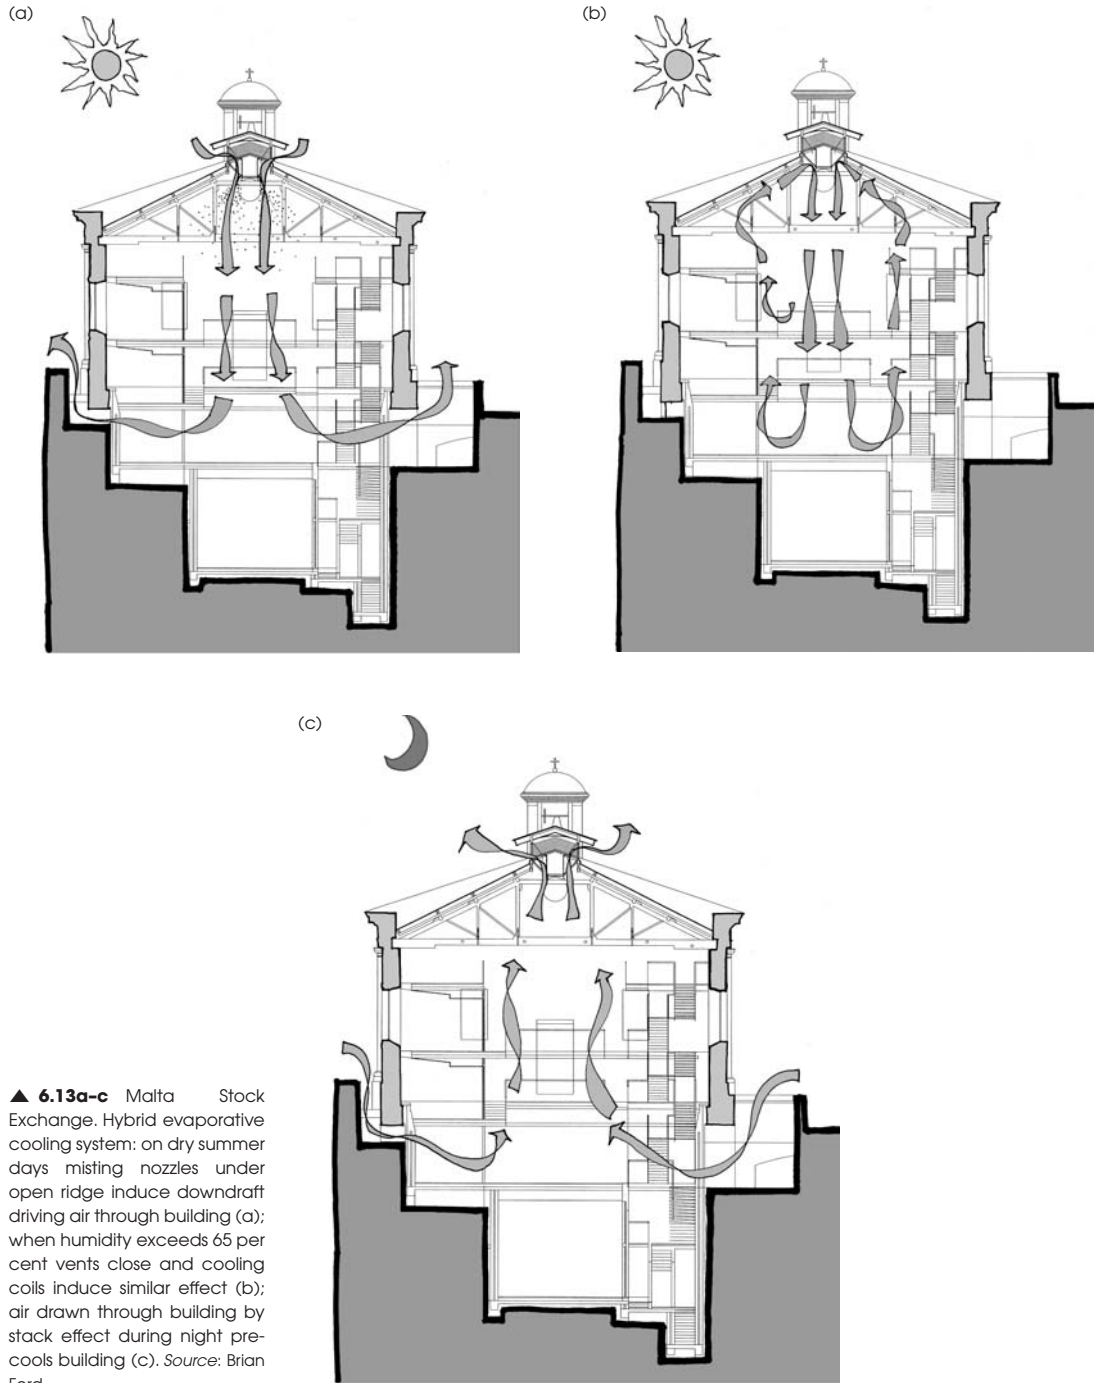 (a)
(b)
(c)
▲ 6.13a–c Malta Stock
Exchange. Hybrid evaporative
cooling system: on dry summer
days misting nozzles under
open ridge induce downdraft
driving air through building (a);
when humidity exceeds 65 per
cent vents close and cooling
coils induce similar effect (b);
air drawn through building by
stack effect during night pre-
cools building (c). Source: Brian